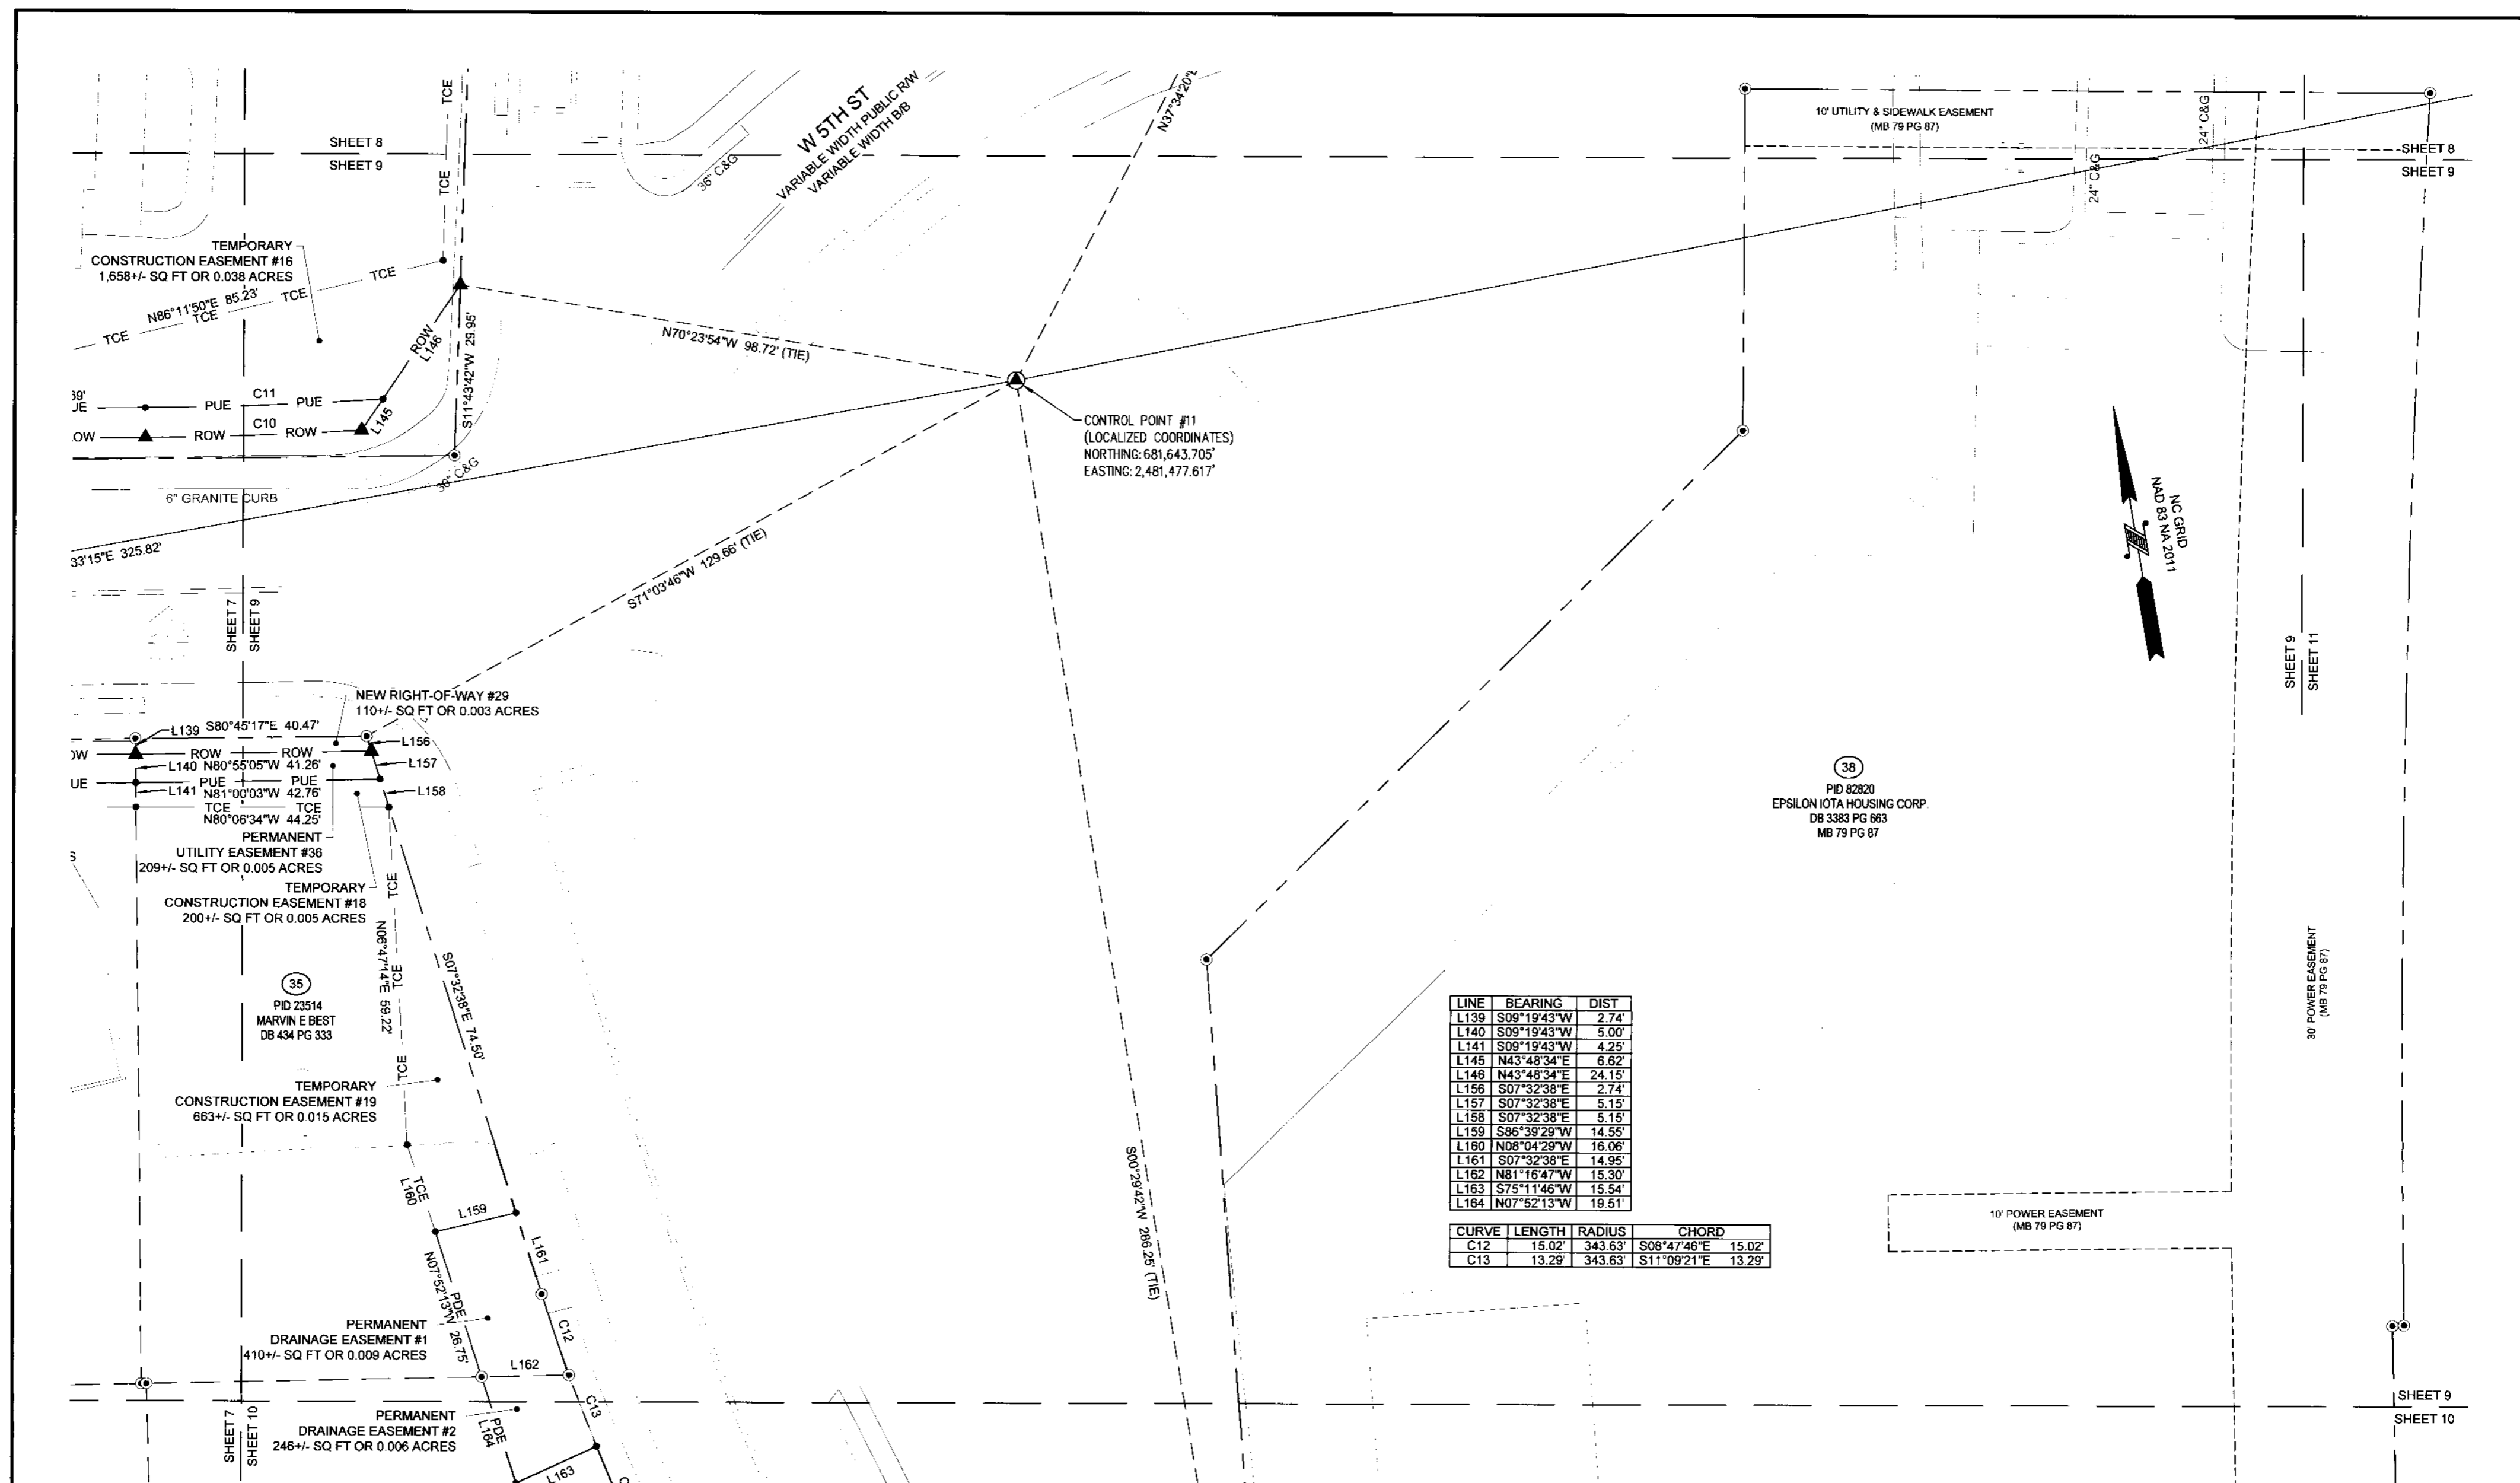 SHEET 8
SHEET 9
TCE
TCE
W 5TH ST
VARIABLE WIDTH PUBLIC R/W
VARIABLE WIDTH B/B
36" C&G
10' UTILITY & SIDEWALK EASEMENT
(MB 79 PG 87)
24" C&G
24" C&G
SHEET 8
SHEET 9
TEMPORARY
CONSTRUCTION EASEMENT #16
1,658+/- SQ FT OR 0.038 ACRES
TCE
TCE
N86°11'50"E 85.23'
TCE
TCE
ROW
L146
S11°43'42"W 29.95'
N70°23'54"W 98.72' (TIE)
CONTROL POINT #11
(LOCALIZED COORDINATES)
NORTHING: 681,643.705'
EASTING: 2,481,477.617'
C11
PUE
PUE
C10
ROW
ROW
L145
30" C&G
6" GRANITE CURB
33'15"E 325.82'
S71°03'46"W 129.66' (TIE)
NC GRID
NAD 83 NA 2011
SHEET 7
SHEET 9
SHEET 9
SHEET 11
NEW RIGHT-OF-WAY #29
110+/- SQ FT OR 0.003 ACRES
L139
S80°45'17"E 40.47'
L156
ROW
ROW
L140
N80°55'05"W 41.26'
L157
UE
PUE
PUE
L141
N81°00'03"W 42.76'
L158
TCE
TCE
N80°06'34"W 44.25'
PERMANENT
UTILITY EASEMENT #36
209+/- SQ FT OR 0.005 ACRES
TEMPORARY
CONSTRUCTION EASEMENT #18
200+/- SQ FT OR 0.005 ACRES
38
PID 82820
EPSILON IOTA HOUSING CORP.
DB 3383 PG 663
MB 79 PG 87
TCE
TCE
TCE
N06°47'14"E 59.22'
S07°32'38"E 74.50'
35
PID 23514
MARVIN E BEST
DB 434 PG 333
30' POWER EASEMENT
(MB 79 PG 87)
TEMPORARY
CONSTRUCTION EASEMENT #19
663+/- SQ FT OR 0.015 ACRES
LINE BEARING DIST
L139 S09°19'43"W 2.74'
L140 S09°19'43"W 5.00'
L141 S09°19'43"W 4.25'
L145 N43°48'34"E 6.62'
L146 N43°48'34"E 24.15'
L156 S07°32'38"E 2.74'
L157 S07°32'38"E 5.15'
L158 S07°32'38"E 5.15'
L159 S86°39'29"W 14.55'
L160 N08°04'29"W 16.06'
L161 S07°32'38"E 14.95'
L162 N81°16'47"W 15.30'
L163 S75°11'46"W 15.54'
L164 N07°52'13"W 19.51'
CURVE LENGTH RADIUS CHORD
C12 15.02' 343.63' S08°47'46"E 15.02'
C13 13.29' 343.63' S11°09'21"E 13.29'
TCE
L160
L159
L161
S00°29'42"W 286.25' (TIE)
10' POWER EASEMENT
(MB 79 PG 87)
PDE
N07°52'13"W 26.75'
C12
PERMANENT
DRAINAGE EASEMENT #1
410+/- SQ FT OR 0.009 ACRES
L162
C13
SHEET 9
SHEET 10
SHEET 7
SHEET 10
PERMANENT
DRAINAGE EASEMENT #2
246+/- SQ FT OR 0.006 ACRES
PDE
L164
L163